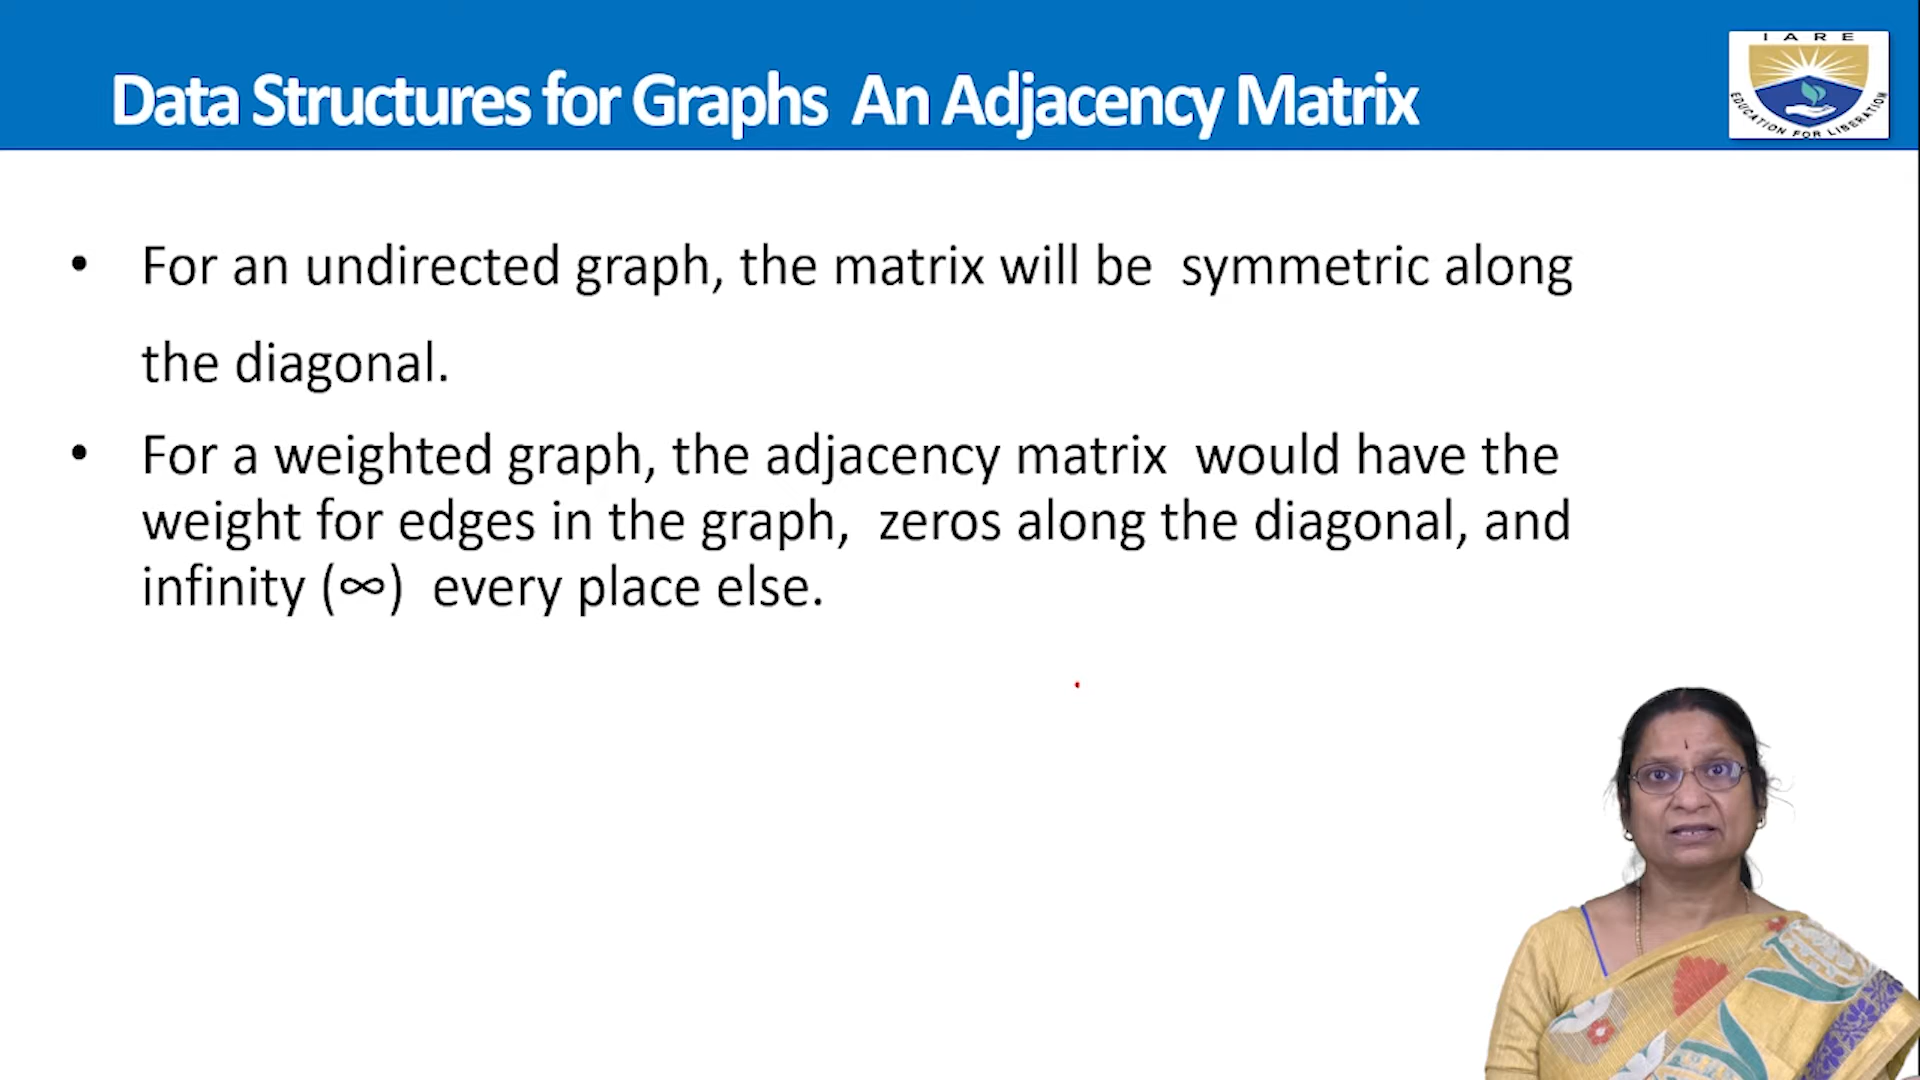 Data Structures for Graphs An Adjacency Matrix
IARE
EDUCATION FOR LIBERATION
• For an undirected graph, the matrix will be symmetric along
the diagonal.
• For a weighted graph, the adjacency matrix would have the
weight for edges in the graph, zeros along the diagonal, and
infinity (∞) every place else.